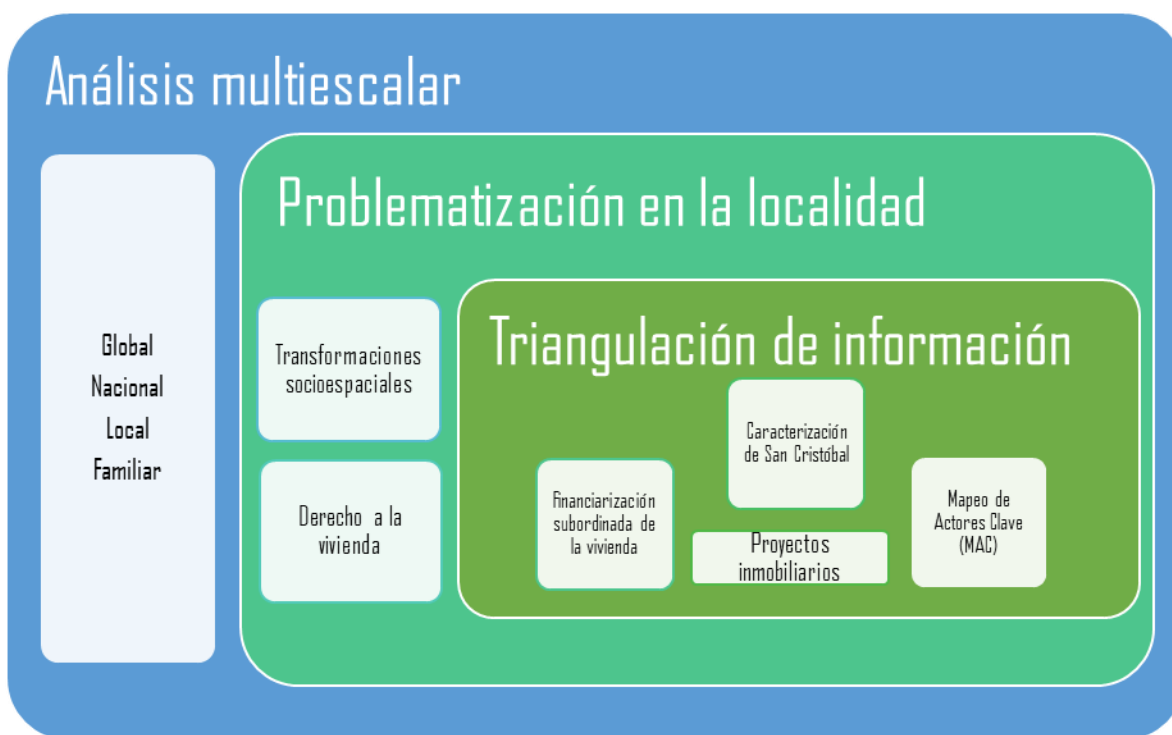 Análisis multiescalar
Global
Nacional
Local
Familiar
Problematización en la localidad
Transformaciones
socioespaciales
Derecho a la
vivienda
Triangulación de información
Financiarización
subordinada de
la vivienda
Caracterización
de San Cristóbal
Proyectos
inmobiliarios
Mapeo de
Actores Clave
(MAC)